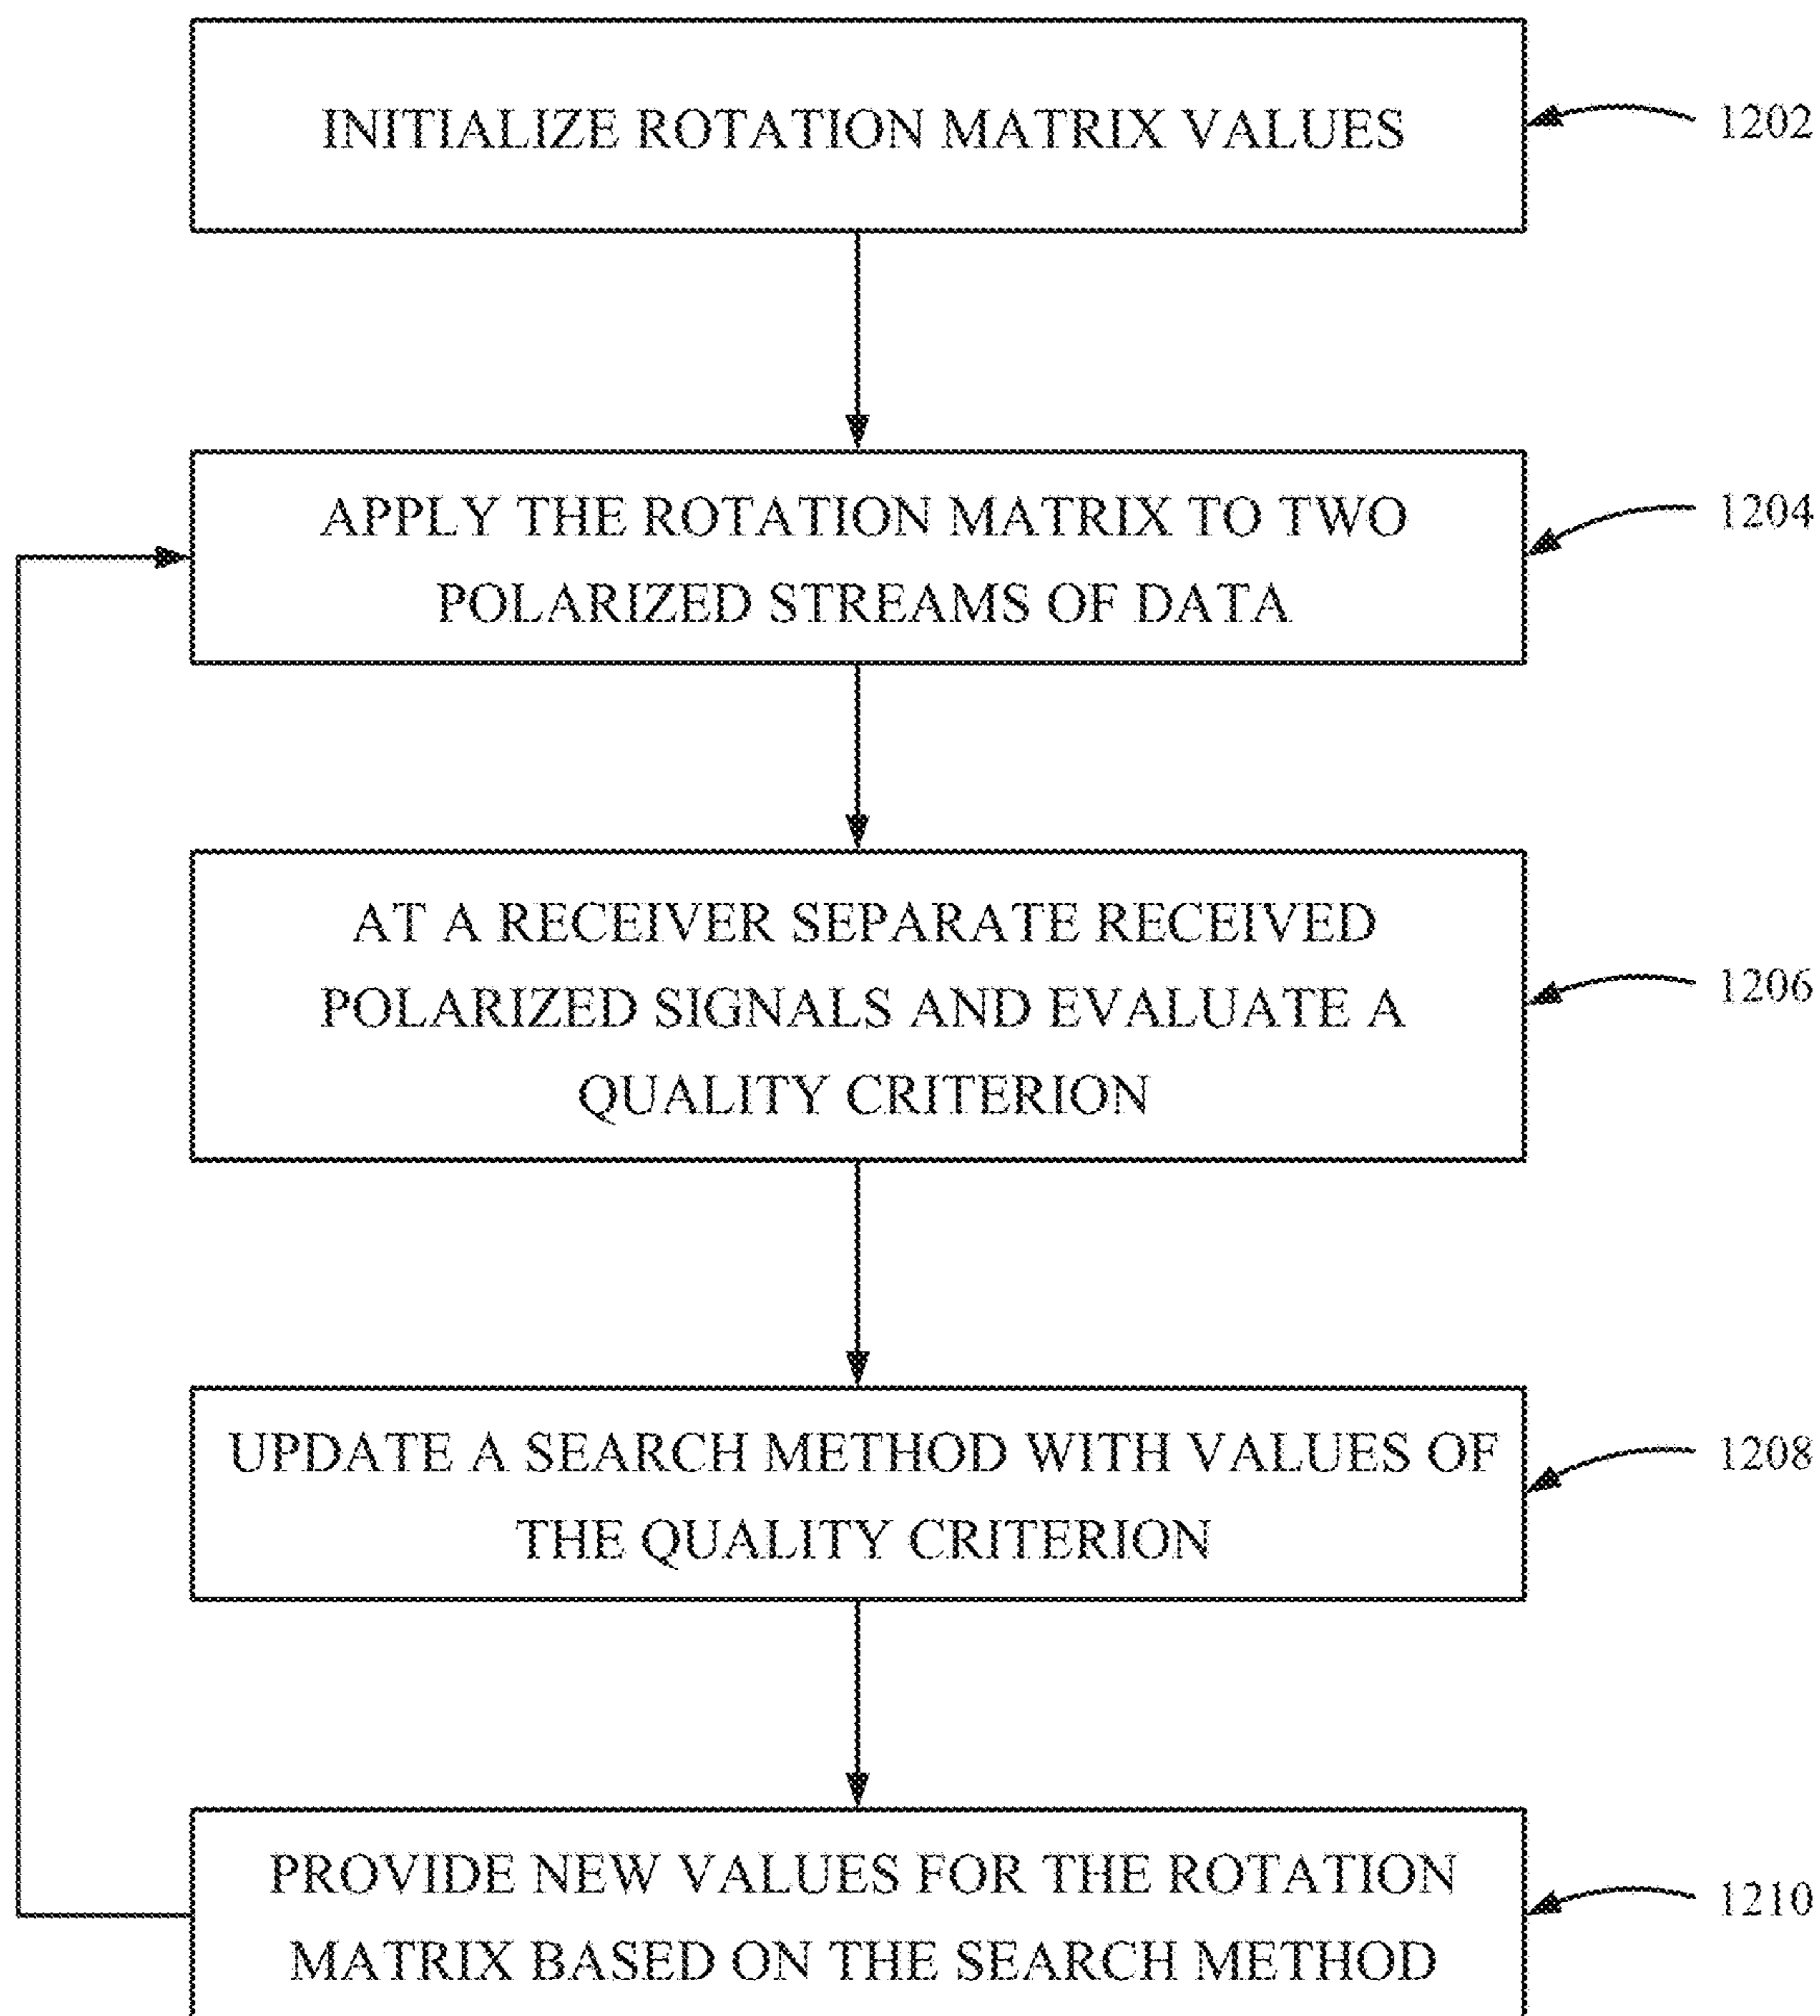 INITIALIZE ROTATION MATRIX VALUES
1202
APPLY THE ROTATION MATRIX TO TWO
POLARIZED STREAMS OF DATA
1204
AT A RECEIVER SEPARATE RECEIVED
POLARIZED SIGNALS AND EVALUATE A
QUALITY CRITERION
1206
UPDATE A SEARCH METHOD WITH VALUES OF
THE QUALITY CRITERION
1208
PROVIDE NEW VALUES FOR THE ROTATION
MATRIX BASED ON THE SEARCH METHOD
1210